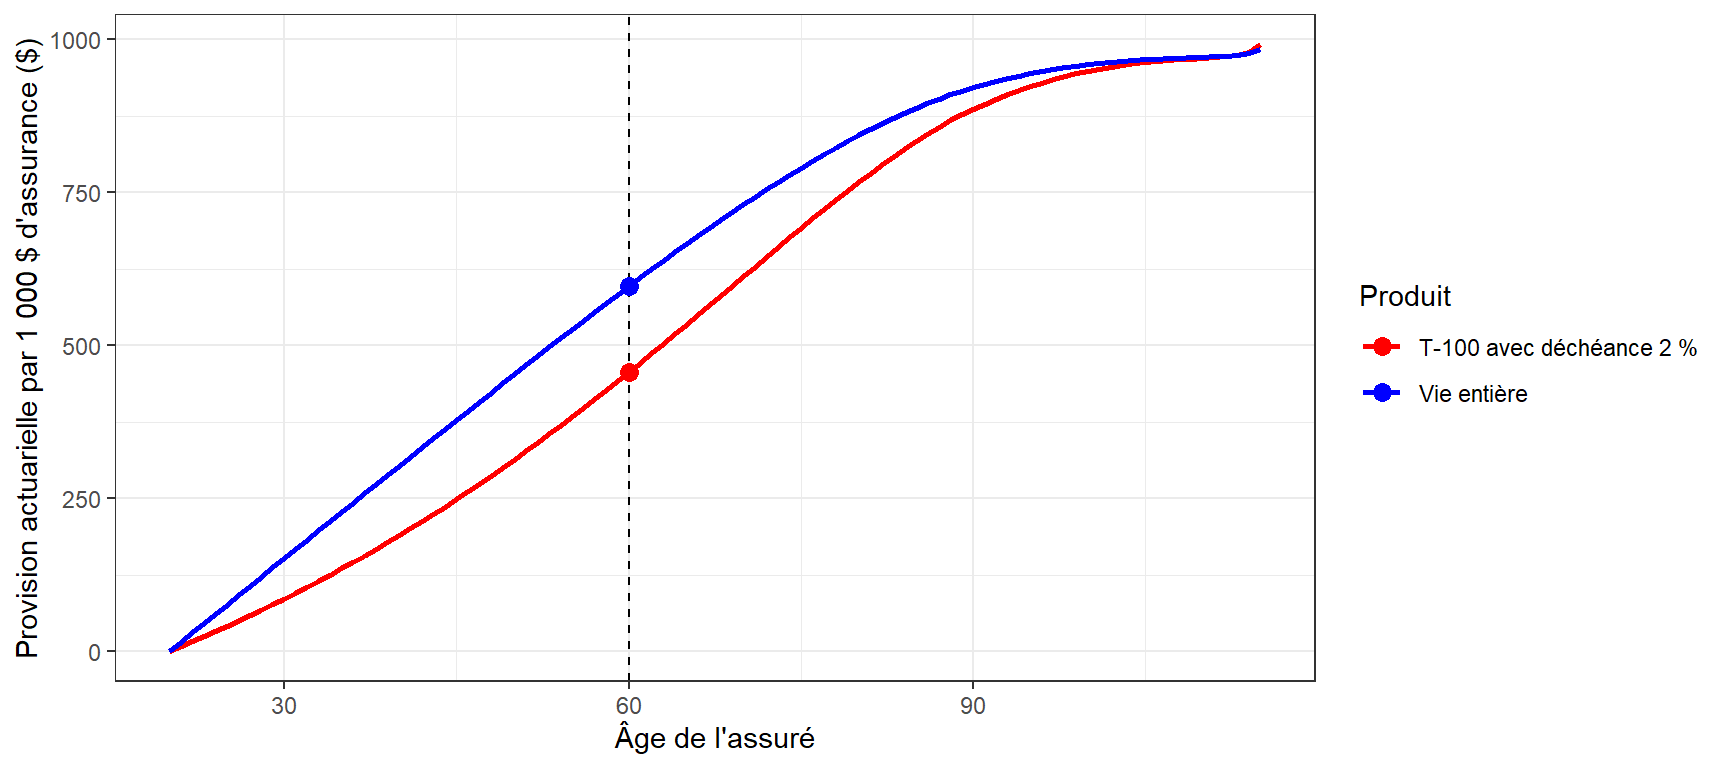 Provision actuarielle par 1 000 $ d'assurance ($)
1000
750
500
250
0
30 60 90
Âge de l'assuré
Produit
T-100 avec déchéance 2 %
Vie entière